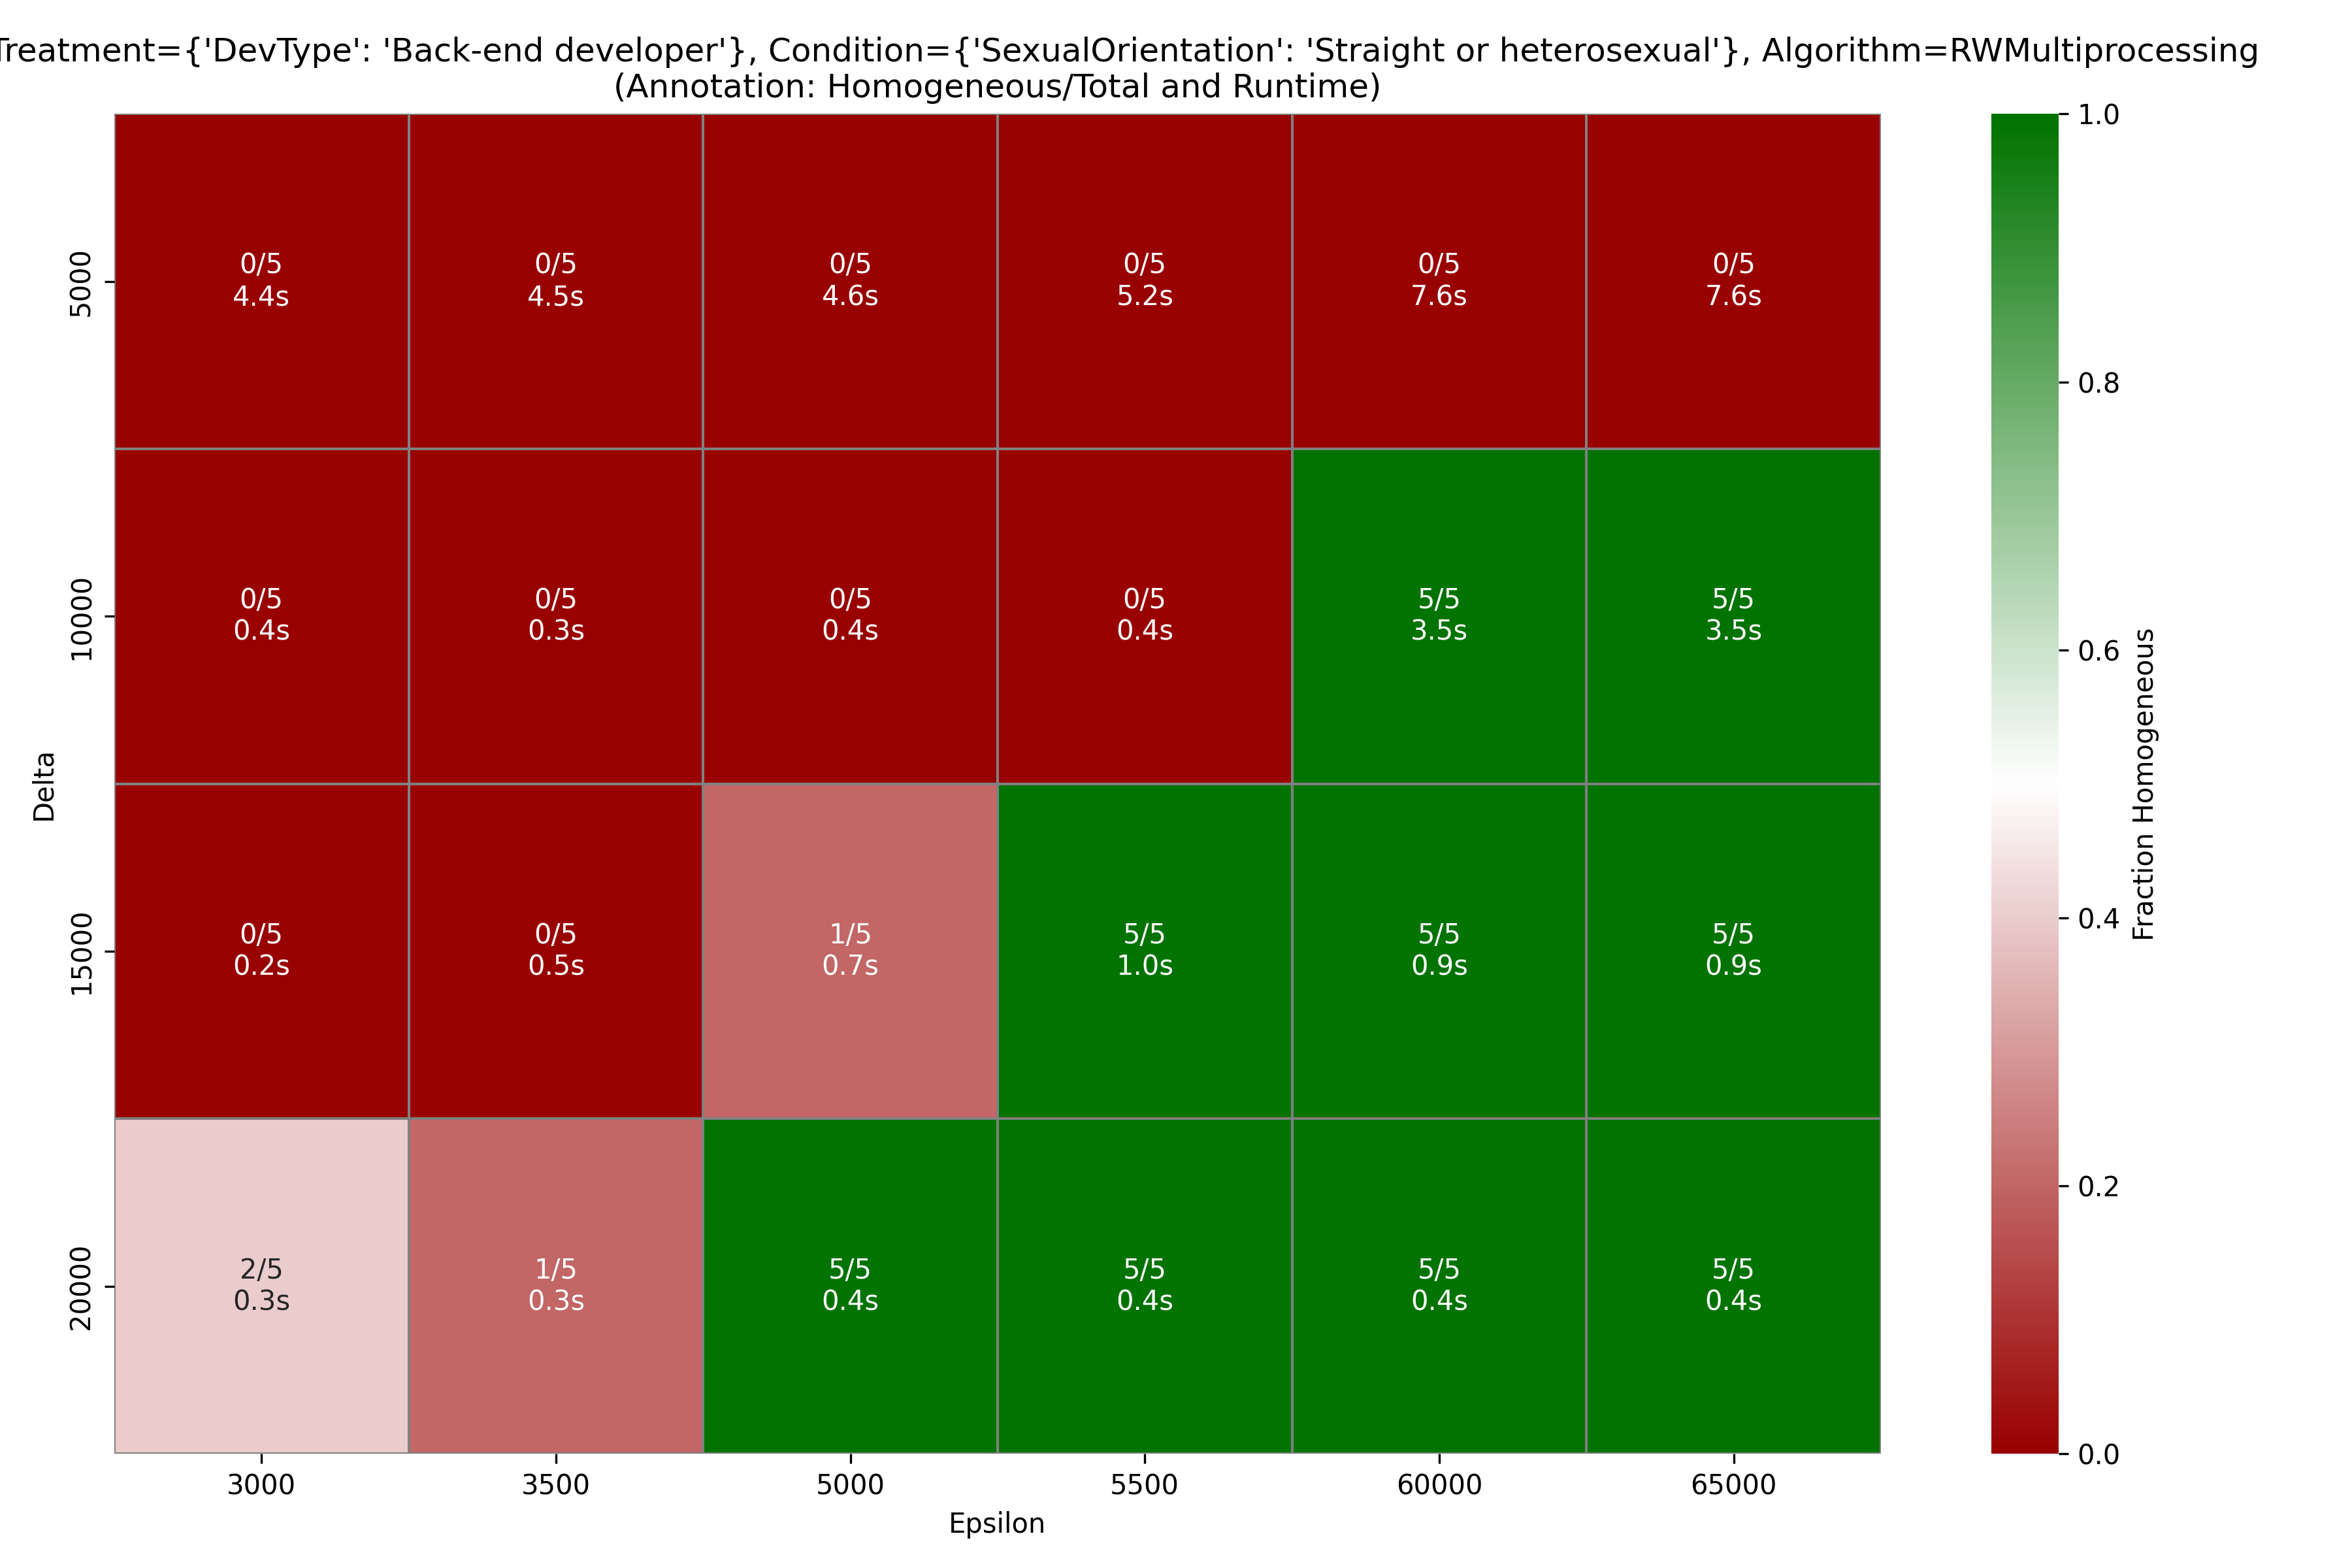 Treatment={'DevType': 'Back-end developer'}, Condition={'SexualOrientation': 'Straight or heterosexual'}, Algorithm=RWMultiprocessing
(Annotation: Homogeneous/Total and Runtime)
Delta
5000
0/5 0/5 0/5 0/5 0/5 0/5
4.4s 4.5s 4.6s 5.2s 7.6s 7.6s
10000
0/5 0/5 0/5 0/5 5/5 5/5
0.4s 0.3s 0.4s 0.4s 3.5s 3.5s
15000
0/5 0/5 1/5 5/5 5/5 5/5
0.2s 0.5s 0.7s 1.0s 0.9s 0.9s
20000
2/5 1/5 5/5 5/5 5/5 5/5
0.3s 0.3s 0.4s 0.4s 0.4s 0.4s
3000 3500 5000 5500 60000 65000
Epsilon
1.0
0.8
0.6
0.4
0.2
0.0
Fraction Homogeneous